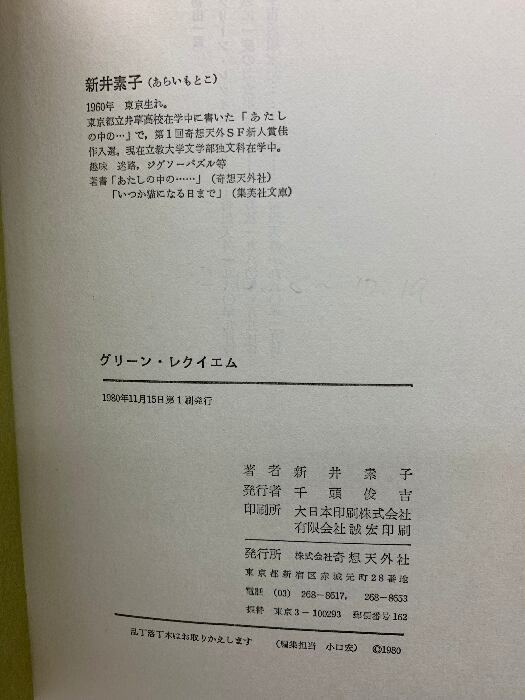 新井素子（あらいもとこ）
1960年　東京生れ。
東京都立井草高校在学中に書いた「あたし
の中の…」で，第１回奇想天外ＳＦ新人賞佳
作入選。現在立教大学文学部独文科在学中。
趣味　迷路，ジグソーパズル等
著書「あたしの中の……」（奇想天外社）
「いつか猫になる日まで」（集英社文庫）
グリーン・レクイエム
1980年11月15日第１刷発行
著者　新井素子
発行者　千頭俊吉
印刷所　大日本印刷株式会社
有限会社誠宏印刷
発行所　株式会社奇想天外社
東京都新宿区赤城元町28番地
電話　(03)　268―8617，　268―8653
振替　東京3－100293　郵便番号162
乱丁落丁本はお取りかえします　（編集担当　小口宏）　©1980